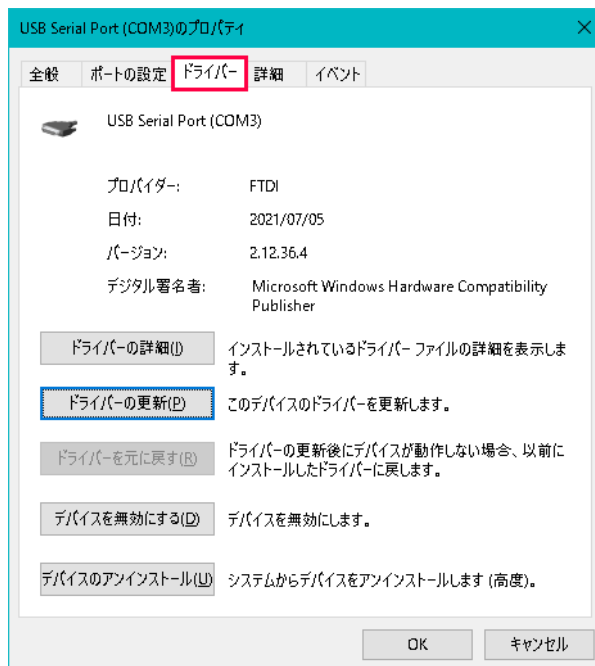 USB Serial Port (COM3)のプロパティ
全般 ポートの設定 ドライバー 詳細 イベント
USB Serial Port (COM3)
プロバイダー: FTDI
日付: 2021/07/05
バージョン: 2.12.36.4
デジタル署名者: Microsoft Windows Hardware Compatibility
Publisher
ドライバーの詳細(I) インストールされているドライバー ファイルの詳細を表示しま
す。
ドライバーの更新(P) このデバイスのドライバーを更新します。
ドライバーを元に戻す(R) ドライバーの更新後にデバイスが動作しない場合、以前に
インストールしたドライバーに戻します。
デバイスを無効にする(D) デバイスを無効にします。
デバイスのアンインストール(U) システムからデバイスをアンインストールします (高度)。
OK キャンセル